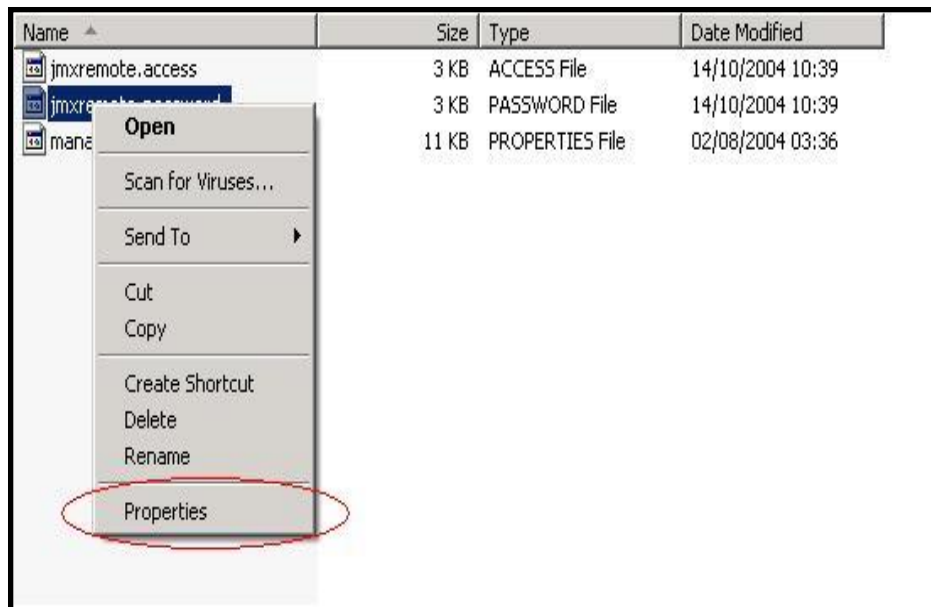 Name Size Type Date Modified
jmxremote.access 3 KB ACCESS File 14/10/2004 10:39
3 KB PASSWORD File 14/10/2004 10:39
11 KB PROPERTIES File 02/08/2004 03:36
Open
Scan for Viruses...
Send To
Cut
Copy
Create Shortcut
Delete
Rename
Properties